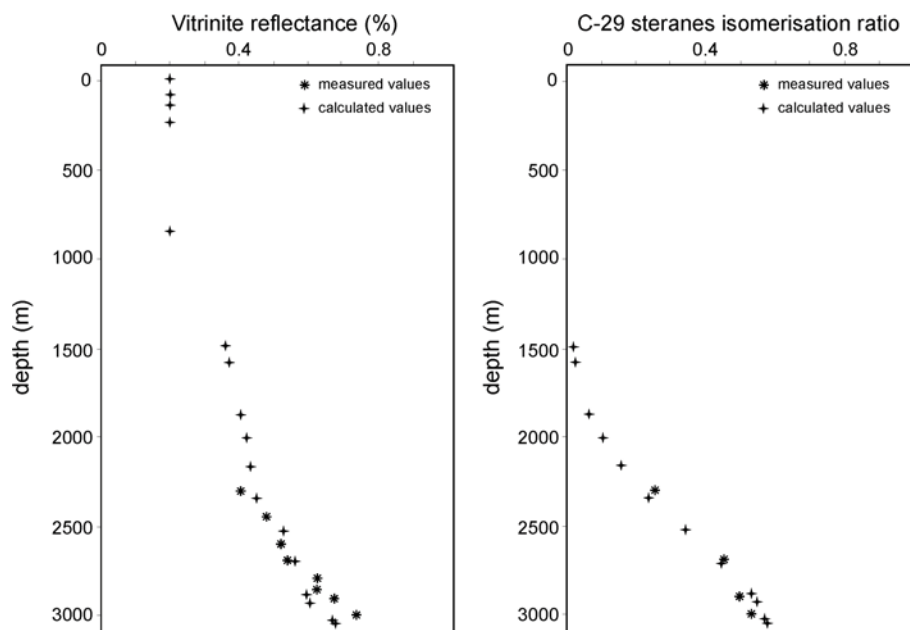 Vitrinite reflectance (%)
0 0.4 0.8
measured values
calculated values
0
500
1000
1500
2000
2500
3000
depth (m)
C-29 steranes isomerisation ratio
0 0.4 0.8
measured values
calculated values
0
500
1000
1500
2000
2500
3000
depth (m)